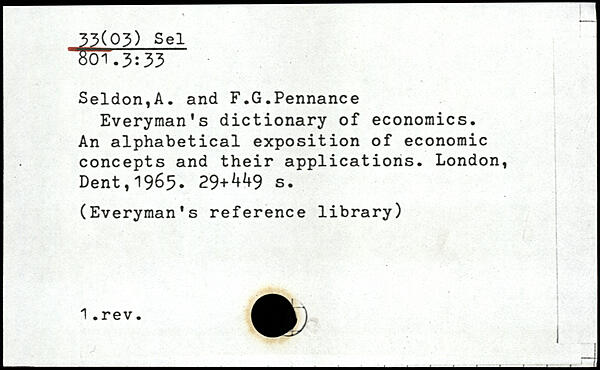 33(03) Sel
801.3:33
Seldon,A. and F.G.Pennance
Everyman's dictionary of economics.
An alphabetical exposition of economic
concepts and their applications. London,
Dent,1965. 29+449 s.
(Everyman's reference library)
1.rev.